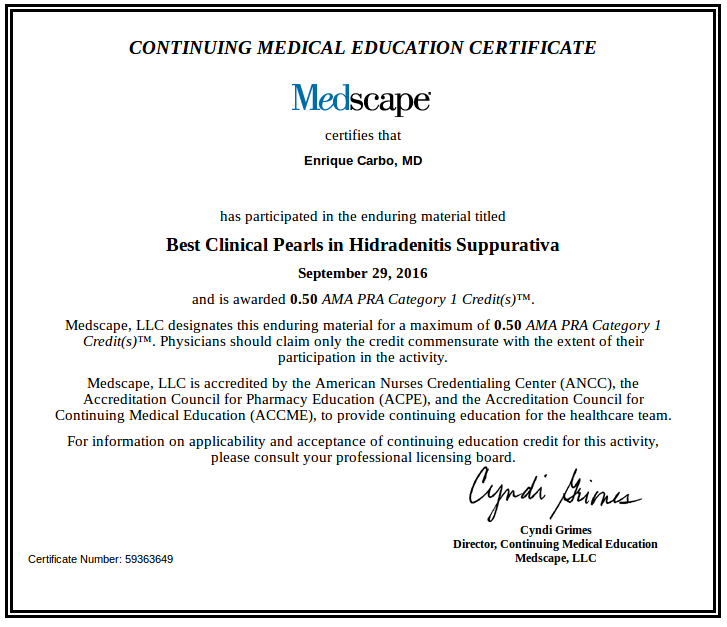 CONTINUING MEDICAL EDUCATION CERTIFICATE
Medscape
certifies that
Enrique Carbo, MD
has participated in the enduring material titled
Best Clinical Pearls in Hidradenitis Suppurativa
September 29, 2016
and is awarded 0.50 AMA PRA Category 1 Credit(s)™.
Medscape, LLC designates this enduring material for a maximum of 0.50 AMA PRA Category 1
Credit(s)™. Physicians should claim only the credit commensurate with the extent of their
participation in the activity.
Medscape, LLC is accredited by the American Nurses Credentialing Center (ANCC), the
Accreditation Council for Pharmacy Education (ACPE), and the Accreditation Council for
Continuing Medical Education (ACCME), to provide continuing education for the healthcare team.
For information on applicability and acceptance of continuing education credit for this activity,
please consult your professional licensing board.
Cyndi Grimes
Cyndi Grimes
Director, Continuing Medical Education
Medscape, LLC
Certificate Number: 59363649